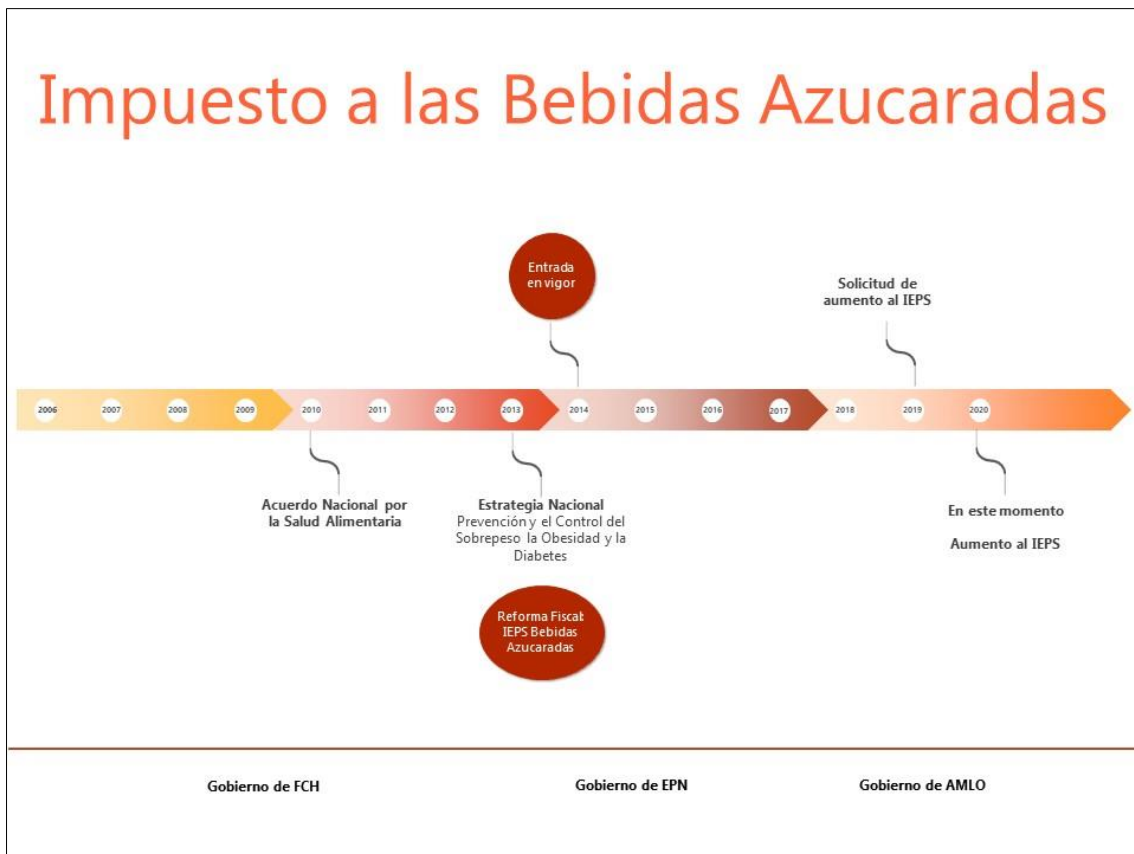 Impuesto a las Bebidas Azucaradas
Entrada
en vigor
Solicitud de
aumento al IEPS
2006 2007 2008 2009 2010 2011 2012 2013 2014 2015 2016 2017 2018 2019 2020
Acuerdo Nacional por
la Salud Alimentaria
Estrategia Nacional
Prevención y el Control del
Sobrepeso la Obesidad y la
Diabetes
En este momento
Aumento al IEPS
Reforma Fiscal:
IEPS Bebidas
Azucaradas
Gobierno de FCH
Gobierno de EPN
Gobierno de AMLO